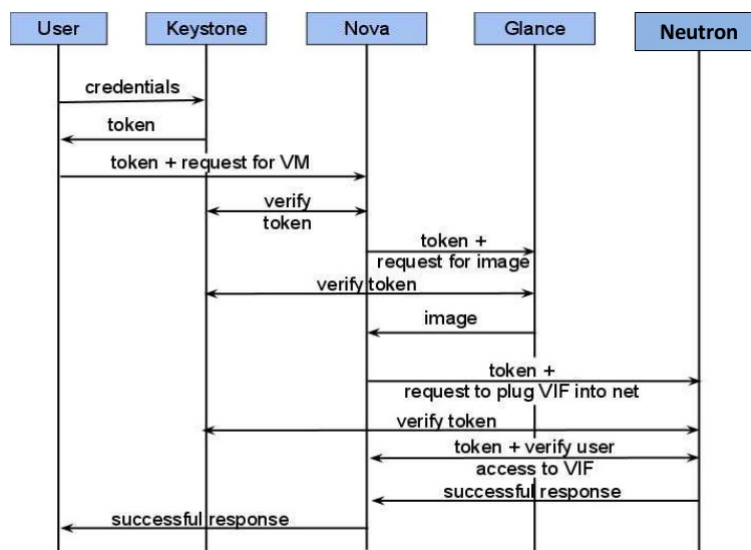 User
Keystone
Nova
Glance
Neutron
credentials
token
token + request for VM
verify
token
token +
request for image
verify token
image
token +
request to plug VIF into net
verify token
token + verify user
access to VIF
successful response
successful response